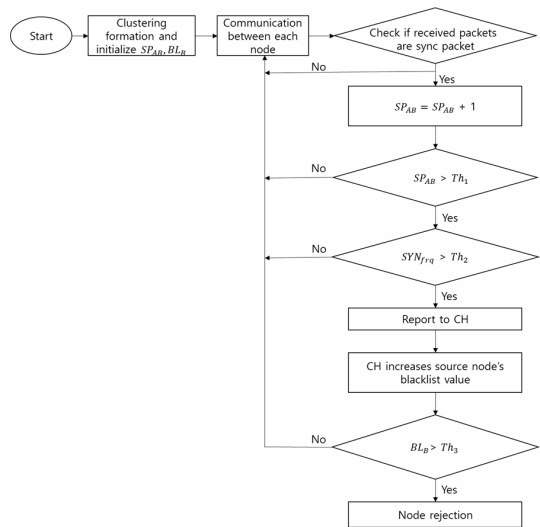 Start
Clustering
formation and
initialize SP_AB, BL_B
Communication
between each
node
Check if received packets
are sync packet
No
Yes
SP_AB = SP_AB + 1
No
SP_AB > Th_1
Yes
No
SYN_frq > Th_2
Yes
Report to CH
CH increases source node's
blacklist value
No
BL_B > Th_3
Yes
Node rejection